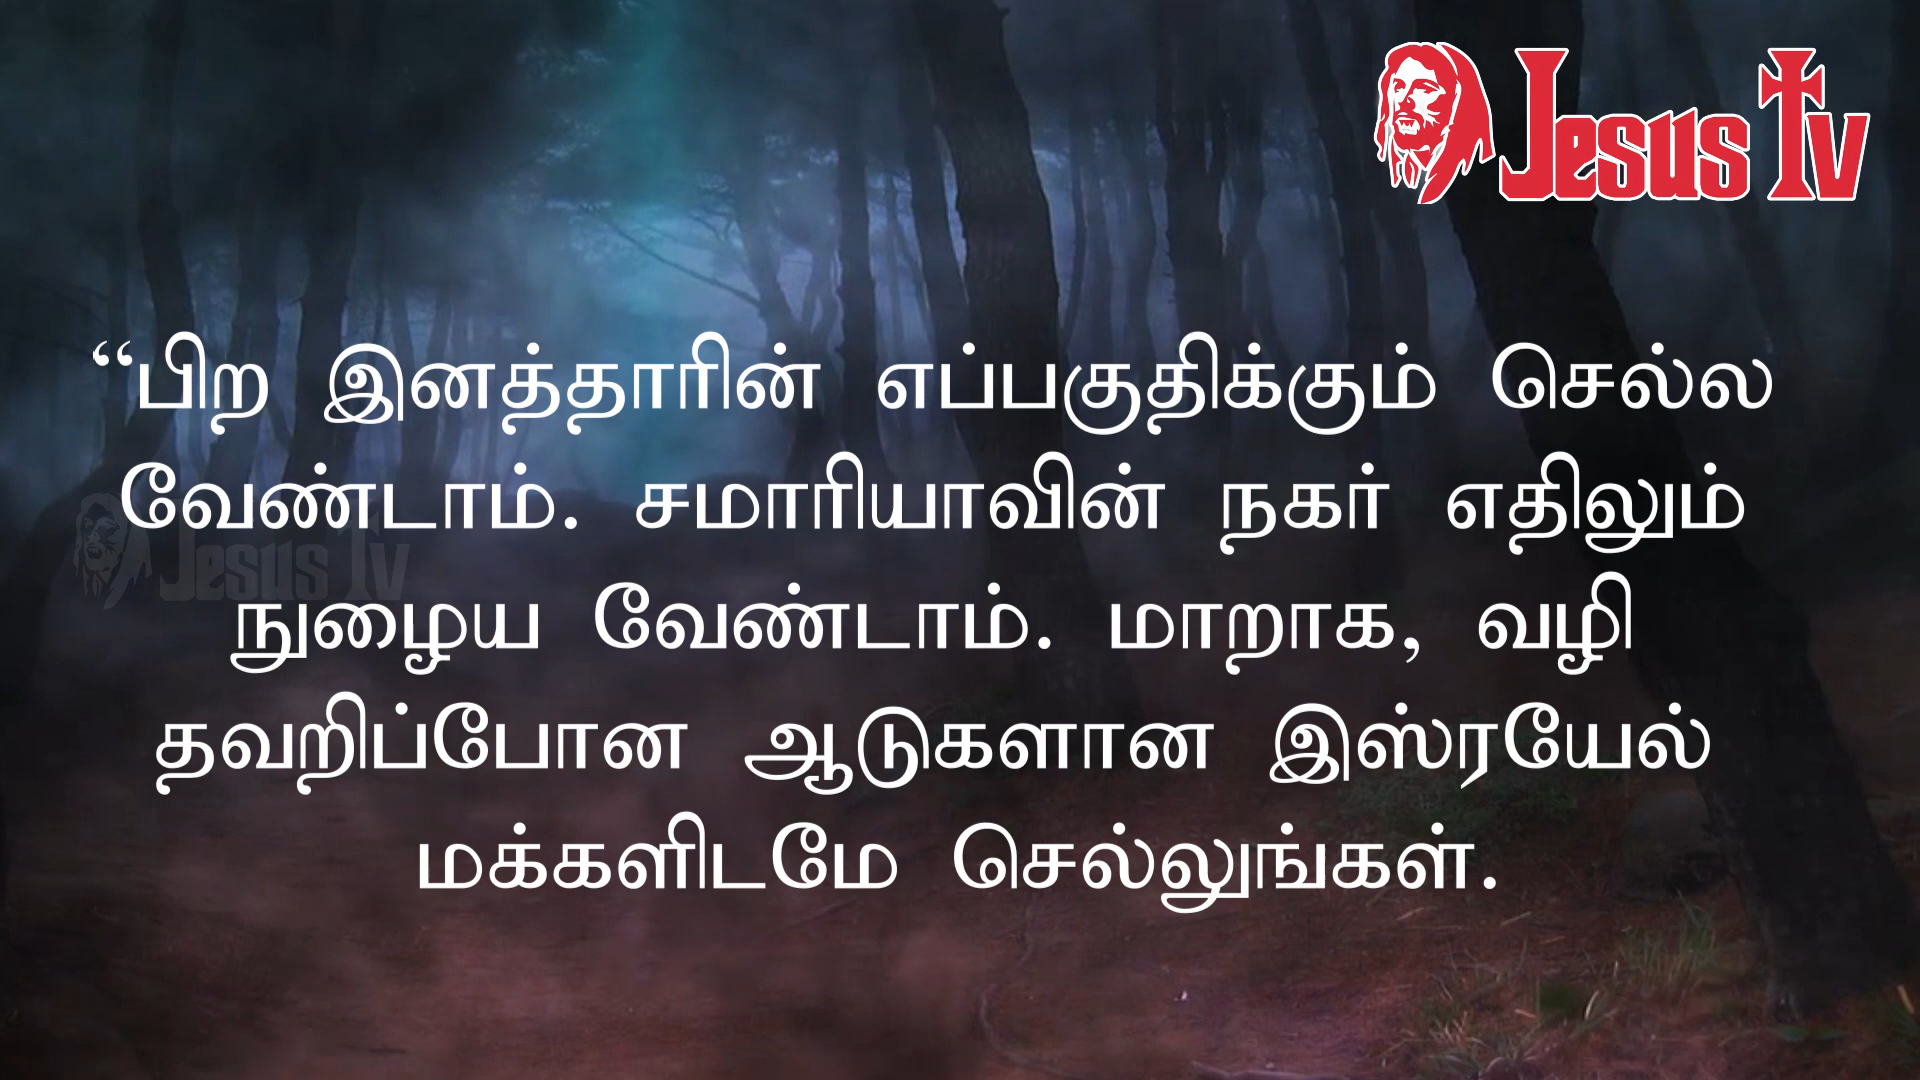 Jesus Tv
“பிற இனத்தாரின் எப்பகுதிக்கும் செல்ல
வேண்டாம். சமாரியாவின் நகர் எதிலும்
நுழைய வேண்டாம். மாறாக, வழி
தவறிப்போன ஆடுகளான இஸ்ரயேல்
மக்களிடமே செல்லுங்கள்.
Jesus Tv